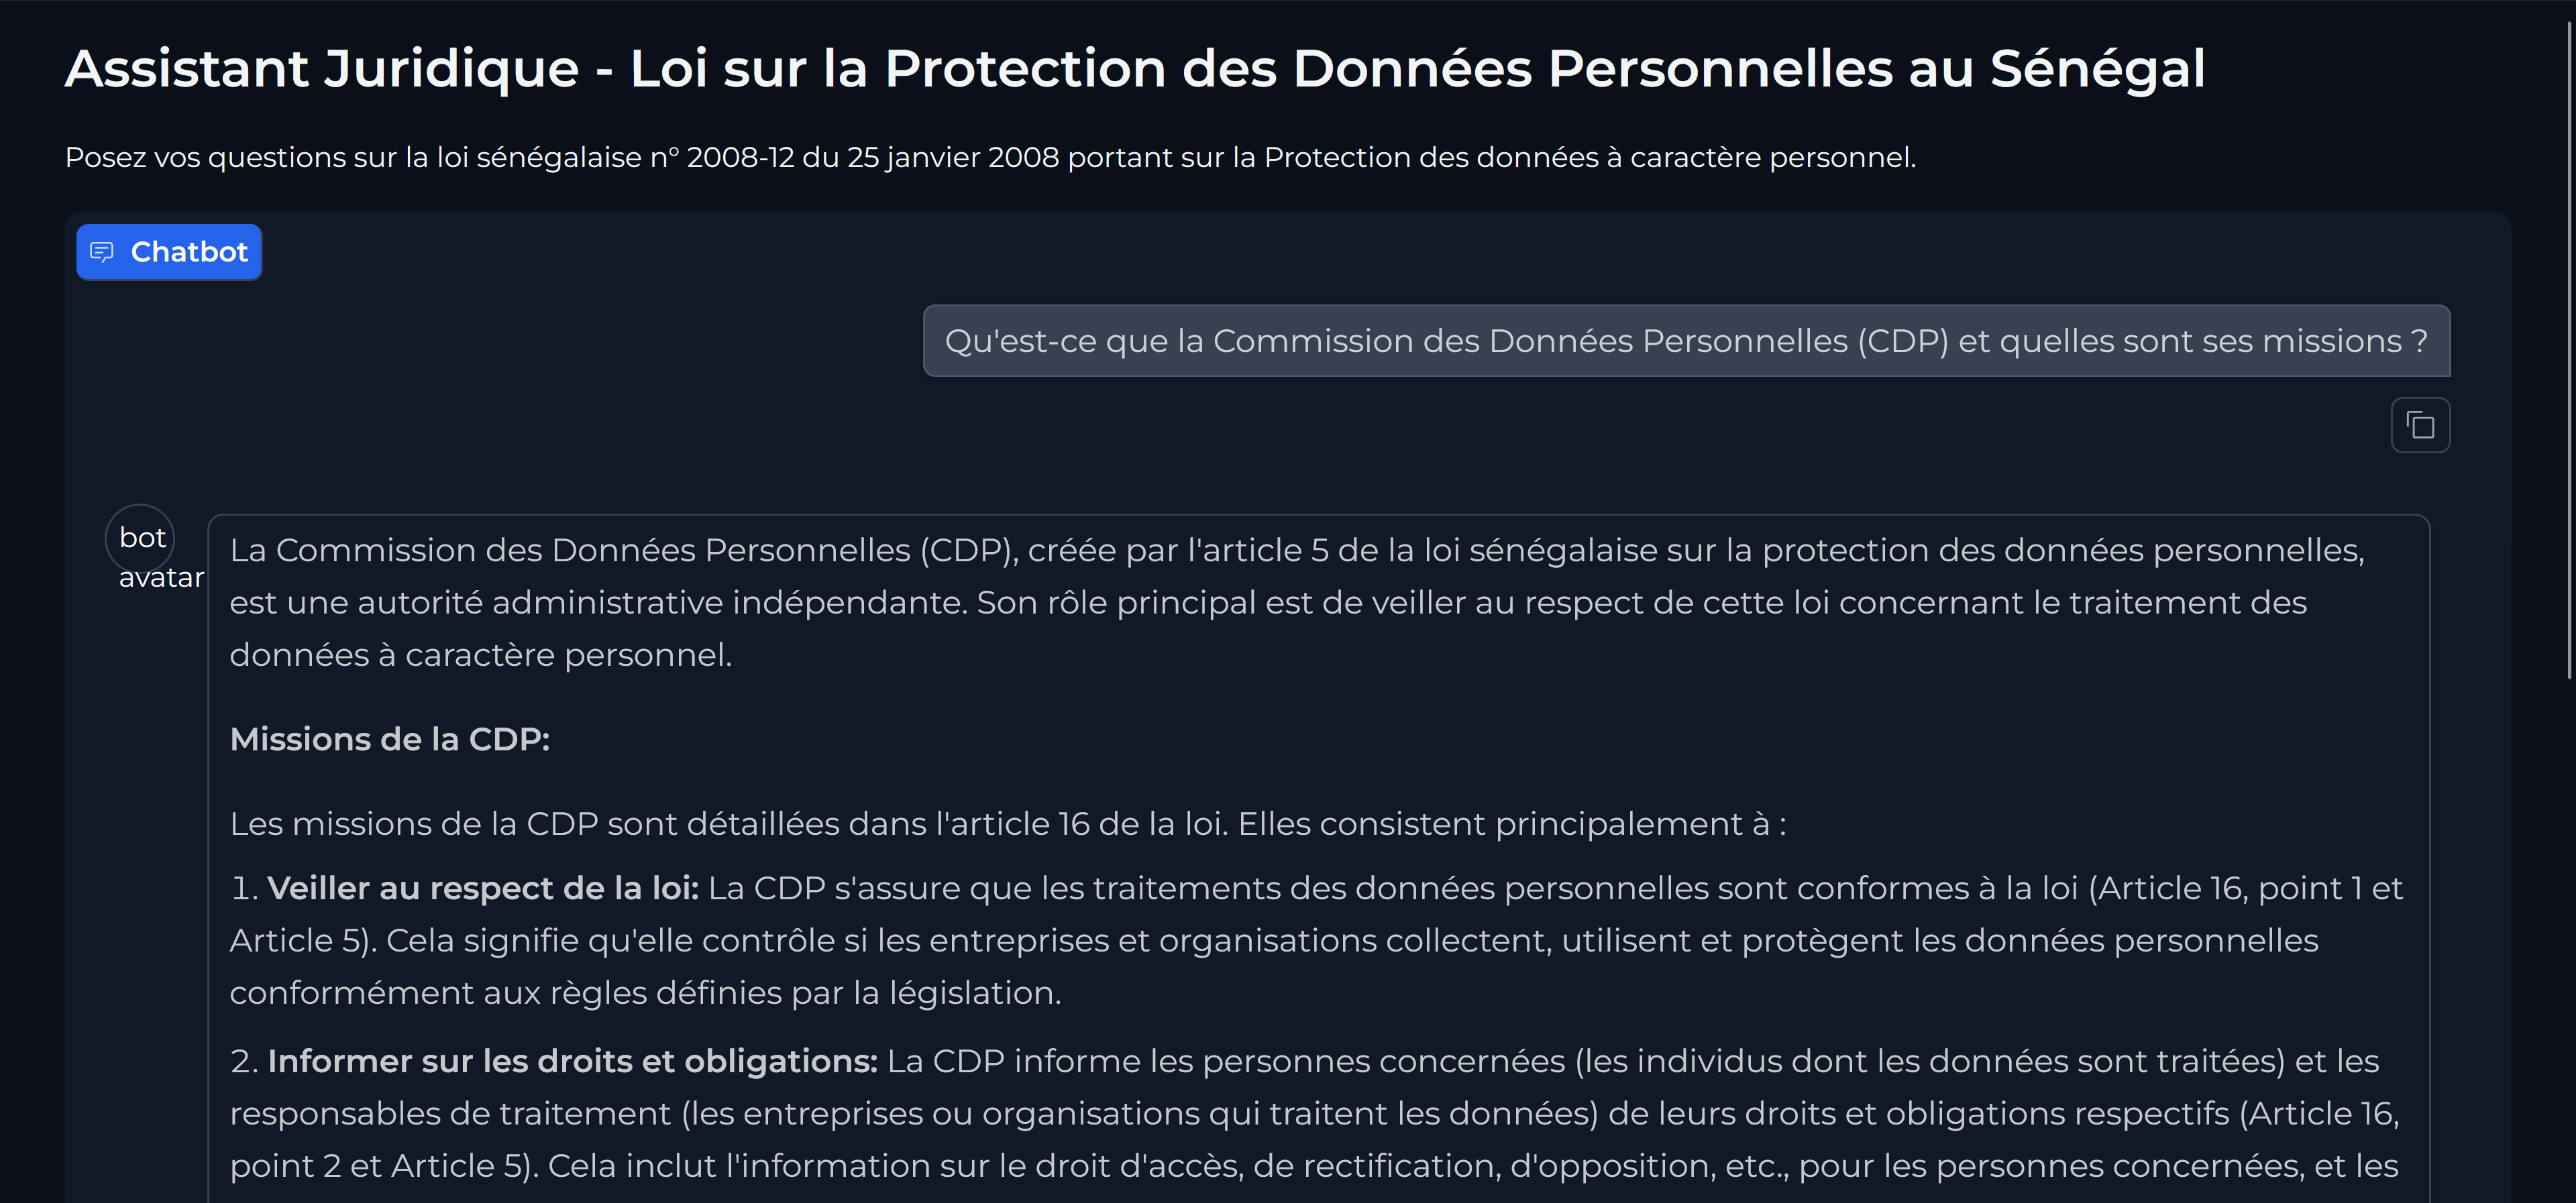 Assistant Juridique - Loi sur la Protection des Données Personnelles au Sénégal
Posez vos questions sur la loi sénégalaise n° 2008-12 du 25 janvier 2008 portant sur la Protection des données à caractère personnel.
Chatbot
Qu'est-ce que la Commission des Données Personnelles (CDP) et quelles sont ses missions ?
bot
avatar
La Commission des Données Personnelles (CDP), créée par l'article 5 de la loi sénégalaise sur la protection des données personnelles,
est une autorité administrative indépendante. Son rôle principal est de veiller au respect de cette loi concernant le traitement des
données à caractère personnel.
Missions de la CDP:
Les missions de la CDP sont détaillées dans l'article 16 de la loi. Elles consistent principalement à :
1. Veiller au respect de la loi: La CDP s'assure que les traitements des données personnelles sont conformes à la loi (Article 16, point 1 et
Article 5). Cela signifie qu'elle contrôle si les entreprises et organisations collectent, utilisent et protègent les données personnelles
conformément aux règles définies par la législation.
2. Informer sur les droits et obligations: La CDP informe les personnes concernées (les individus dont les données sont traitées) et les
responsables de traitement (les entreprises ou organisations qui traitent les données) de leurs droits et obligations respectifs (Article 16,
point 2 et Article 5). Cela inclut l'information sur le droit d'accès, de rectification, d'opposition, etc., pour les personnes concernées, et les